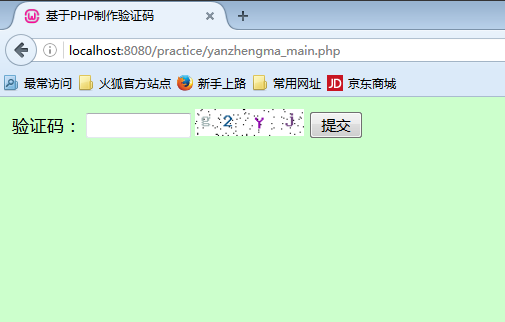 基于PHP制作验证码
localhost:8080/practice/yanzhengma_main.php
最常访问 火狐官方站点 新手上路 常用网址 JD 京东商城
验证码： g 2 Y J 提交